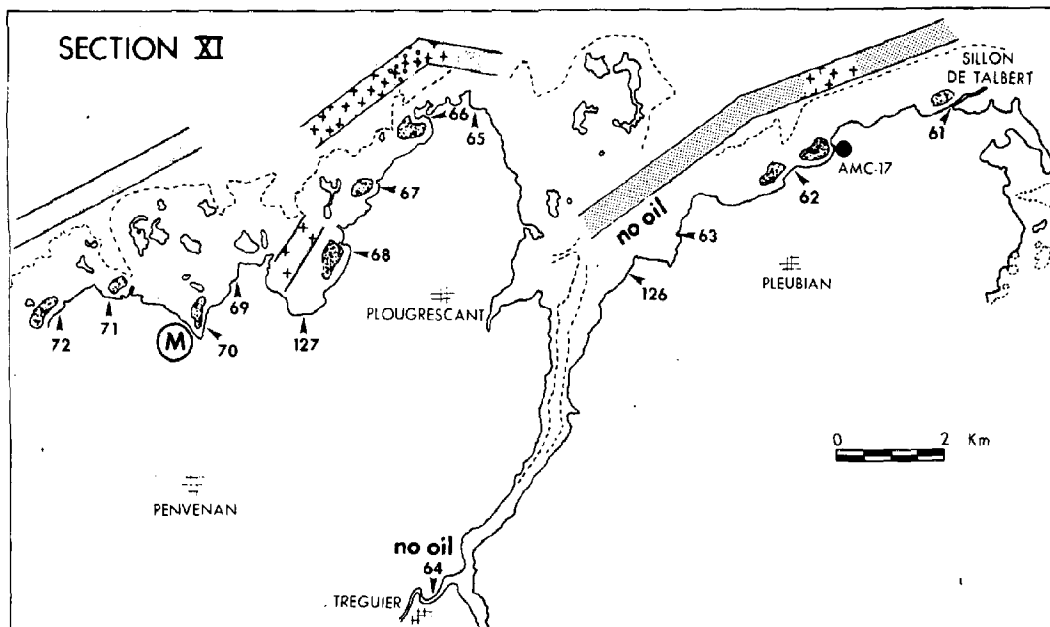 SECTION XI
SILLON
DE TALBERT
66
65
61
AMC-17
67
62
no oil
63
68
69
PLEUBIAN
126
PLOUGRESCANT
72
71
M
70
127
0 2 Km
PENVENAN
no oil
64
TREGUIER